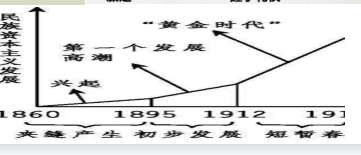 民族资本主义发展
“黄金时代”
第一个发展
高潮
兴起
1860 1895 1912 191
夹缝产生 初步发展 短暂春